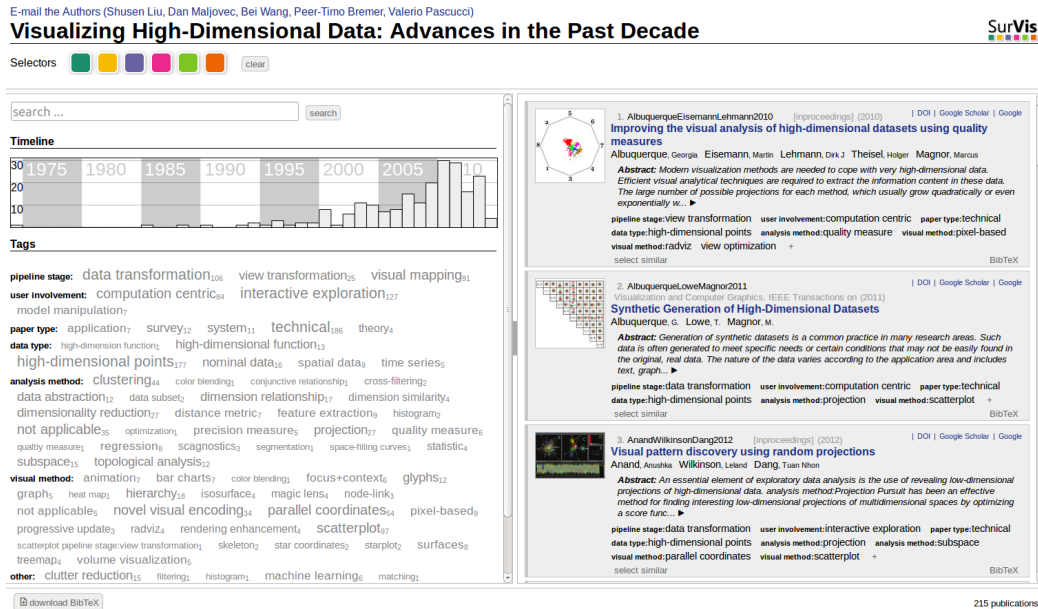 E-mail the Authors (Shusen Liu, Dan Maljovec, Bei Wang, Peer-Timo Bremer, Valerio Pascucci)
Visualizing High-Dimensional Data: Advances in the Past Decade
SurVis
Selectors clear
search ... search
Timeline
30 1975 1980 1985 1990 1995 2000 2005 10
20
10
Tags
pipeline stage: data transformation106 view transformation25 visual mapping91
user involvement: computation centric84 interactive exploration127
model manipulation7
paper type: application7 survey12 system11 technical186 theory4
data type: high-dimensional function1 high-dimensional function13
high-dimensional points177 nominal data16 spatial data9 time series5
analysis method: clustering44 color blending1 conjunctive relationship1 cross-filtering2
data abstraction12 data subset2 dimension relationship17 dimension similarity4
dimensionality reduction27 distance metric7 feature extraction9 histogram2
not applicable35 optimization1 precision measure5 projection27 quality measure6
qualtiy measure1 regression8 scagnostics3 segmentation1 space-filling curves1 statistic4
subspace15 topological analysis12
visual method: animation7 bar charts7 color blending1 focus+context6 glyphs12
graph5 heat map1 hierarchy18 isosurface4 magic lens4 node-link3
not applicable5 novel visual encoding34 parallel coordinates54 pixel-based9
progressive update3 radviz4 rendering enhancement4 scatterplot97
scatterplot pipeline stage:view transformation1 skeleton2 star coordinates2 starplot2 surfaces8
treemap4 volume visualization5
other: clutter reduction15 filtering1 histogram1 machine learning6 matching1
download BibTeX
1. AlbuquerqueEisemannLehmann2010 [inproceedings] (2010) | DOI | Google Scholar | Google
Improving the visual analysis of high-dimensional datasets using quality
measures
Albuquerque, Georgia Eisemann, Martin Lehmann, Dirk J Theisel, Holger Magnor, Marcus
Abstract: Modern visualization methods are needed to cope with very high-dimensional data.
Efficient visual analytical techniques are required to extract the information content in these data.
The large number of possible projections for each method, which usually grow quadratically or even
exponentially w... ►
pipeline stage:view transformation user involvement:computation centric paper type:technical
data type:high-dimensional points analysis method:quality measure visual method:pixel-based
visual method:radviz view optimization +
select similar BibTeX
2. AlbuquerqueLoweMagnor2011 | DOI | Google Scholar | Google
Visualization and Computer Graphics, IEEE Transactions on (2011)
Synthetic Generation of High-Dimensional Datasets
Albuquerque, G. Lowe, T. Magnor, M.
Abstract: Generation of synthetic datasets is a common practice in many research areas. Such
data is often generated to meet specific needs or certain conditions that may not be easily found in
the original, real data. The nature of the data varies according to the application area and includes
text, graph... ►
pipeline stage:data transformation user involvement:computation centric paper type:technical
data type:high-dimensional points analysis method:projection visual method:scatterplot +
select similar BibTeX
3. AnandWilkinsonDang2012 [inproceedings] (2012) | DOI | Google Scholar | Google
Visual pattern discovery using random projections
Anand, Anushka Wilkinson, Leland Dang, Tuan Nhon
Abstract: An essential element of exploratory data analysis is the use of revealing low-dimensional
projections of high-dimensional data. analysis method:Projection Pursuit has been an effective
method for finding interesting low-dimensional projections of multidimensional spaces by optimizing
a score func... ►
pipeline stage:data transformation user involvement:interactive exploration paper type:technical
data type:high-dimensional points analysis method:projection analysis method:subspace
visual method:parallel coordinates visual method:scatterplot +
select similar BibTeX
215 publications